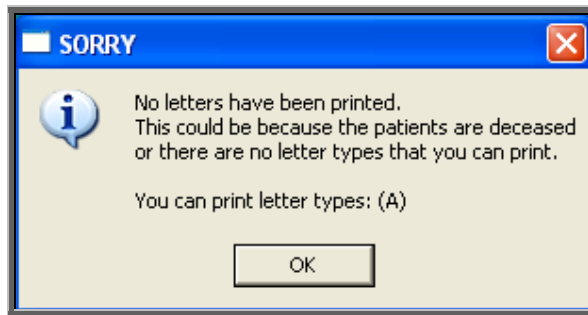 SORRY
No letters have been printed.
This could be because the patients are deceased
or there are no letter types that you can print.
You can print letter types: (A)
OK